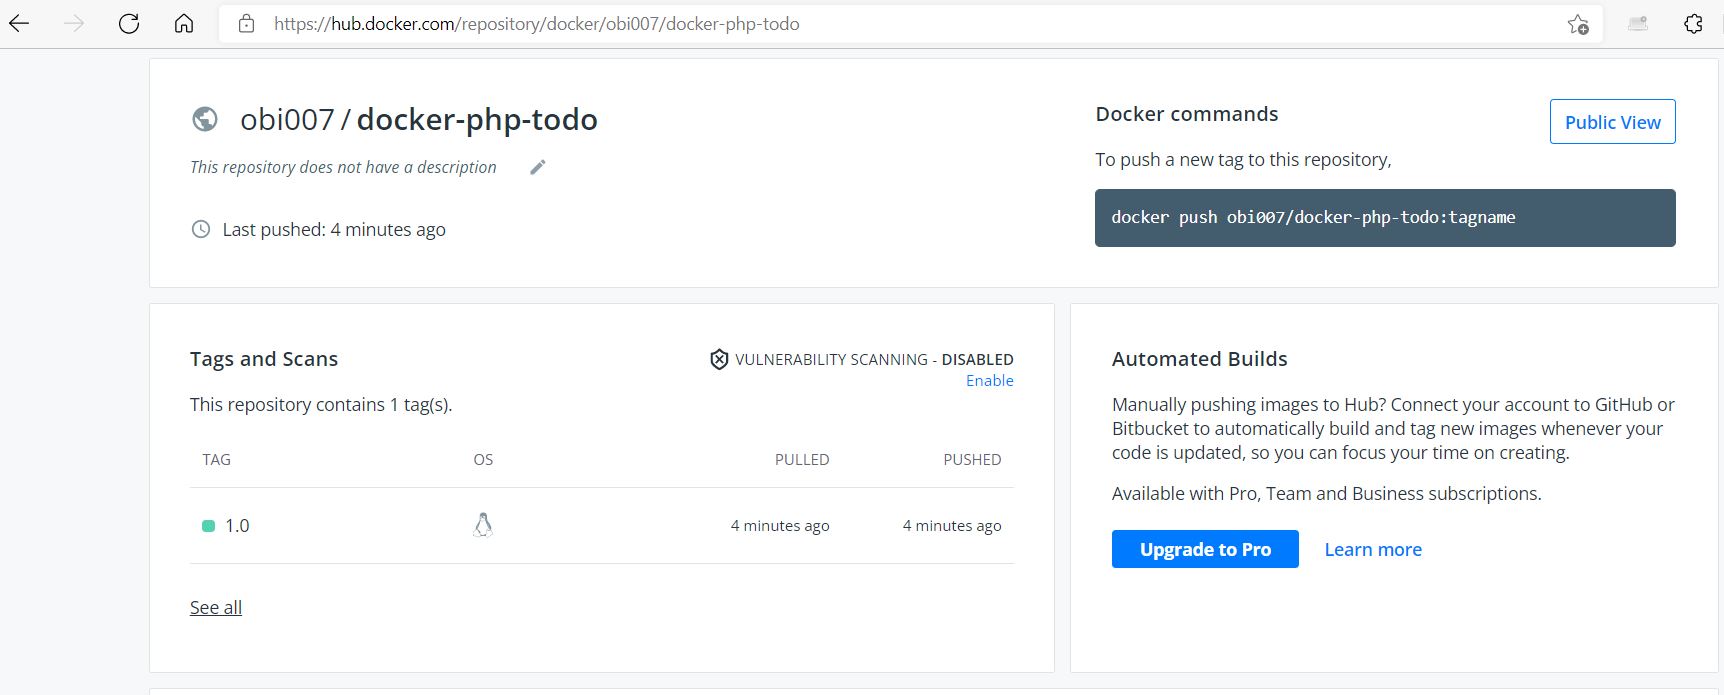 https://hub.docker.com/repository/docker/obi007/docker-php-todo
obi007 / docker-php-todo
This repository does not have a description
Last pushed: 4 minutes ago
Docker commands
Public View
To push a new tag to this repository,
docker push obi007/docker-php-todo:tagname
Tags and Scans
VULNERABILITY SCANNING - DISABLED
Enable
This repository contains 1 tag(s).
TAG OS PULLED PUSHED
1.0 4 minutes ago 4 minutes ago
See all
Automated Builds
Manually pushing images to Hub? Connect your account to GitHub or
Bitbucket to automatically build and tag new images whenever your
code is updated, so you can focus your time on creating.
Available with Pro, Team and Business subscriptions.
Upgrade to Pro Learn more